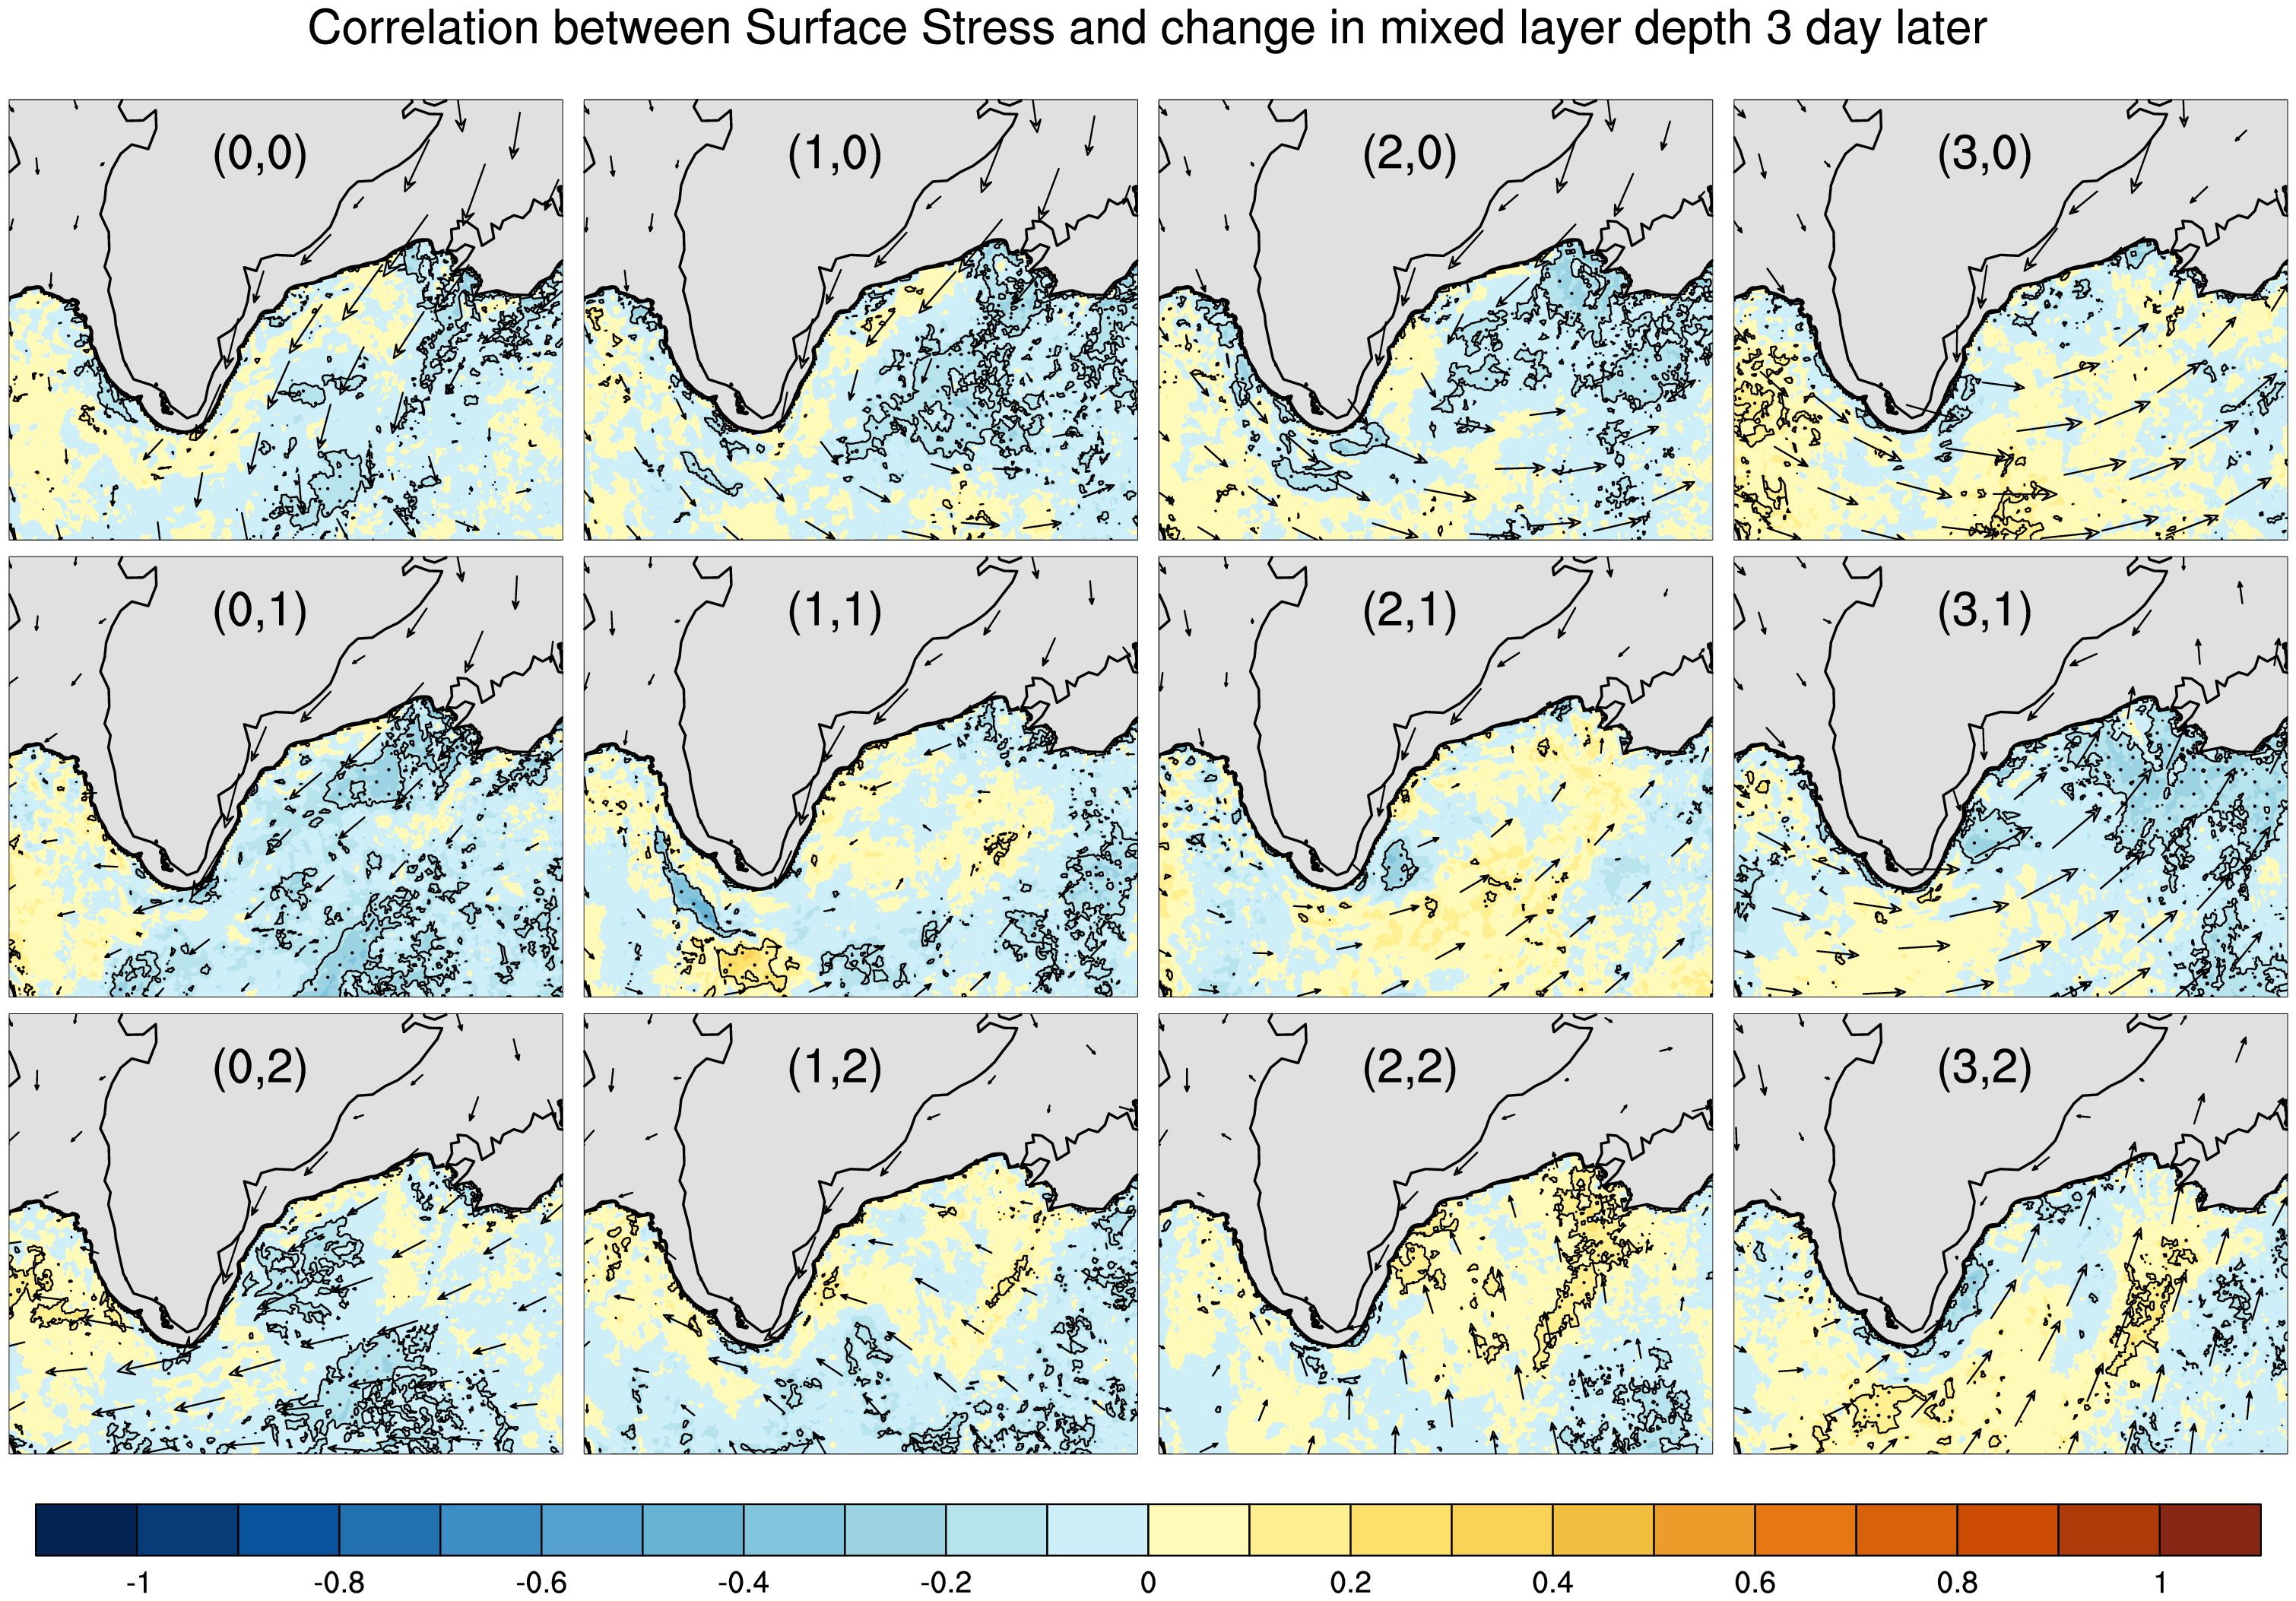 Correlation between Surface Stress and change in mixed layer depth 3 day later
(0,0) (1,0) (2,0) (3,0)
(0,1) (1,1) (2,1) (3,1)
(0,2) (1,2) (2,2) (3,2)
-1 -0.8 -0.6 -0.4 -0.2 0 0.2 0.4 0.6 0.8 1